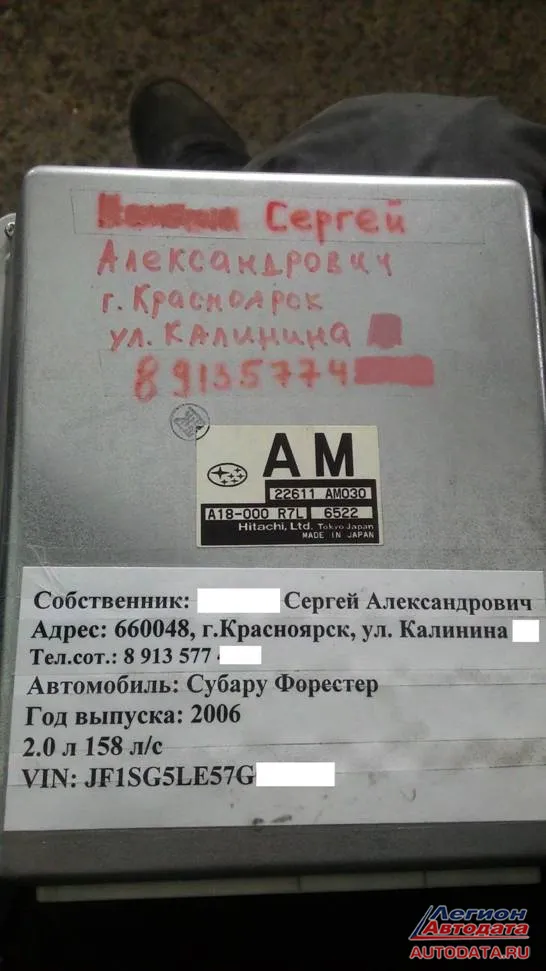 Сергей
Александрович
г. Красноярск
ул. КАЛИНИНА
89135774
AM
22611 AM030
A18-000 R7L 6522
Hitachi, Ltd. Tokyo Japan
MADE IN JAPAN
Собственник: Сергей Александрович
Адрес: 660048, г.Красноярск, ул. Калинина
Тел.сот.: 8 913 577
Автомобиль: Субару Форестер
Год выпуска: 2006
2.0 л 158 л/с
VIN: JF1SG5LE57G
Легион
Автодата
AUTODATA.RU